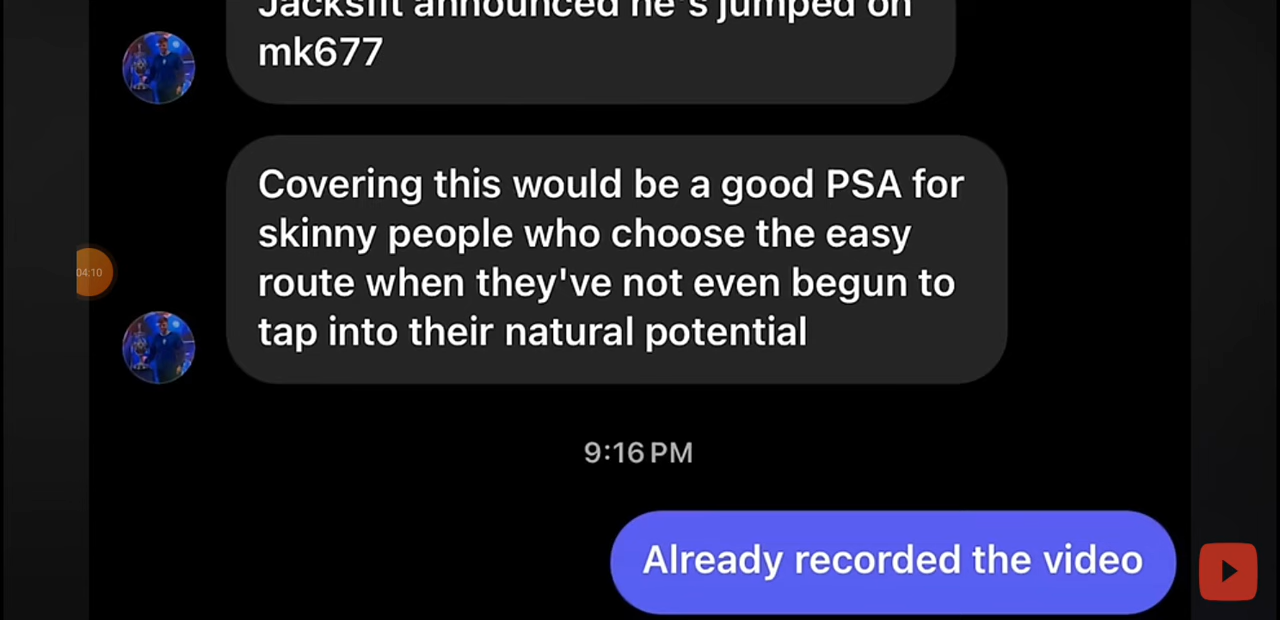 Jacksfit announced he's jumped on
mk677
Covering this would be a good PSA for
skinny people who choose the easy
route when they've not even begun to
tap into their natural potential
04:10
9:16 PM
Already recorded the video